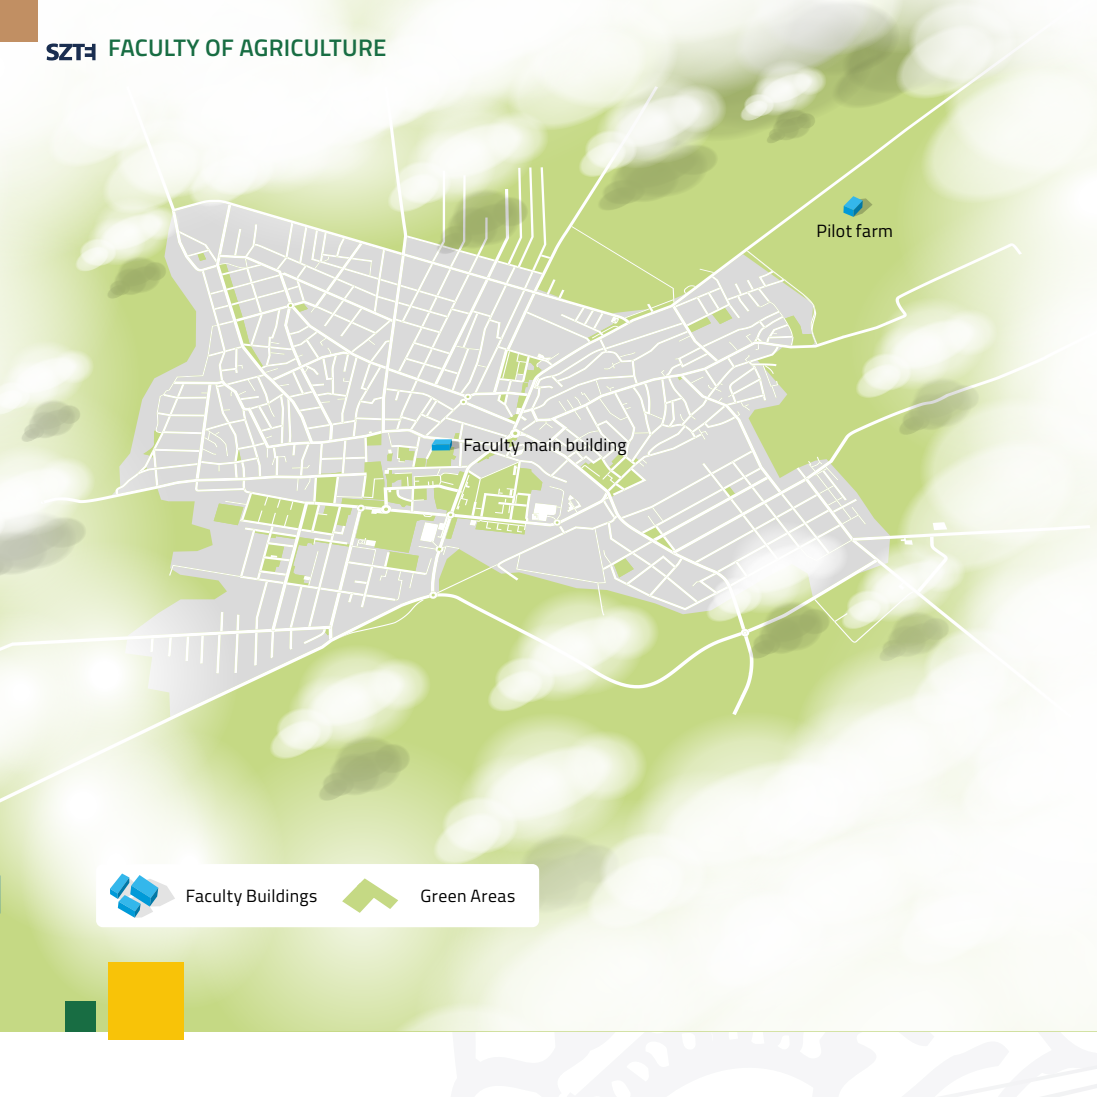 SZTE FACULTY OF AGRICULTURE
Pilot farm
Faculty main building
Faculty Buildings
Green Areas